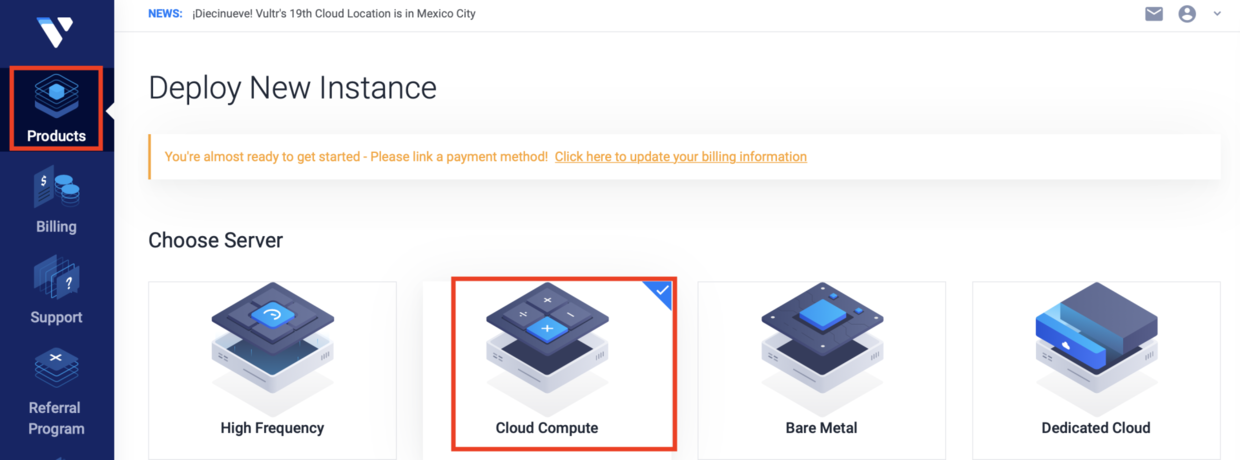 NEWS: ¡Diecinueve! Vultr's 19th Cloud Location is in Mexico City
Deploy New Instance
Products
You're almost ready to get started - Please link a payment method! Click here to update your billing information
Billing
Choose Server
Support
High Frequency
Cloud Compute
Bare Metal
Dedicated Cloud
Referral
Program